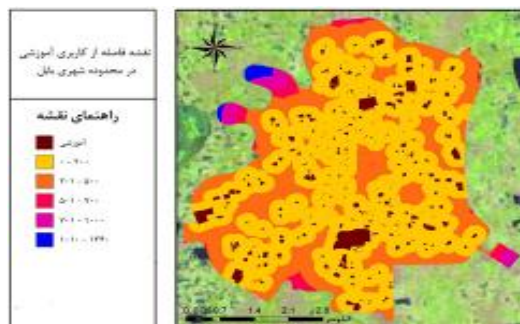 نقشه فاصله از کاربری آموزشی
در محدوده شهری بابل
راهنمای نقشه
آموزشی
۰ - ۲۰۰
۲۰۱ - ۵۰۰
۵۰۱ - ۷۰۰
۷۰۱ - ۱۰۰۰
کیلومتر